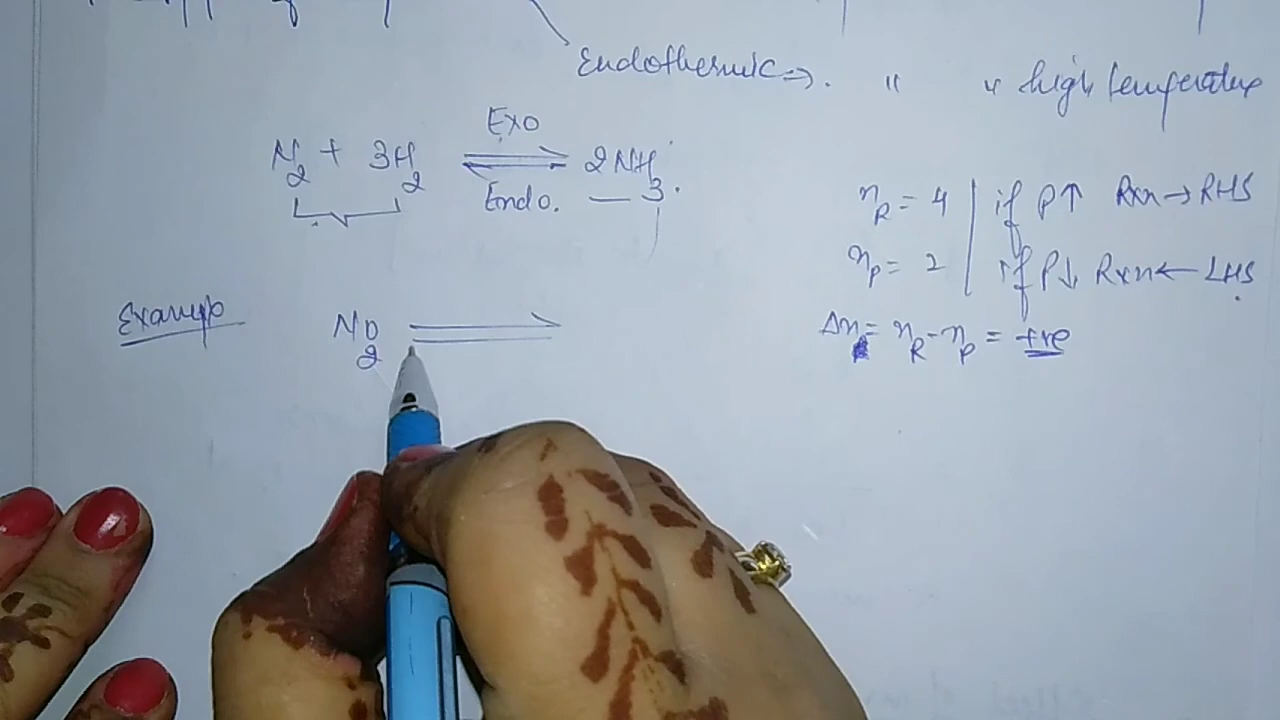 Endothermic ⇒. " " high temperature
Exo
N2 + 3H2 ⇌ 2NH3.
Endo. —
nR = 4 | if P↑ Rxn → RHS
nP = 2 | if P↓ Rxn ← LHS
Δn = nR - nP = +ve
Examp NO2 ⇌